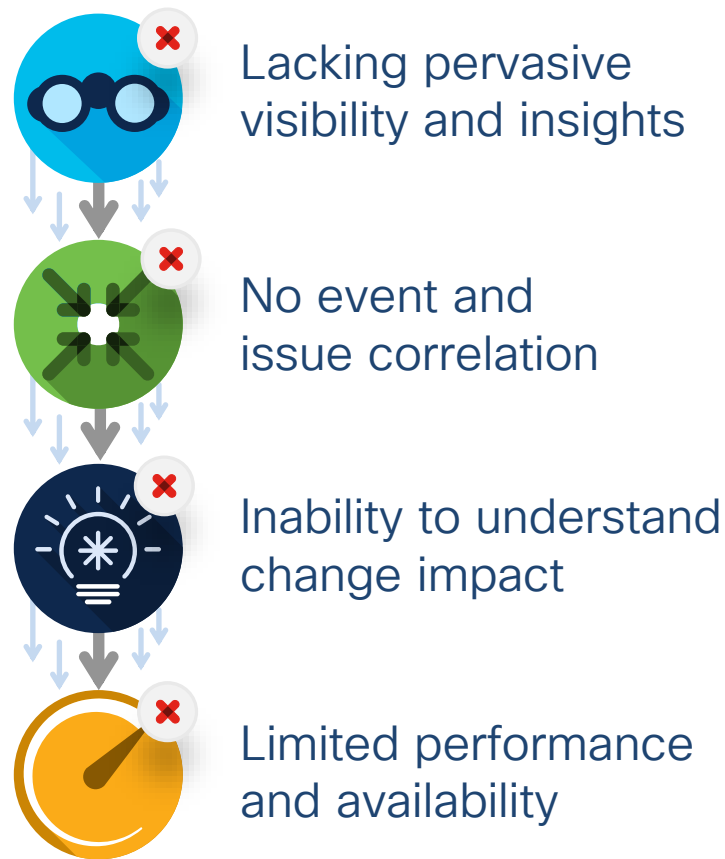 Lacking pervasive
visibility and insights
No event and
issue correlation
Inability to understand
change impact
Limited performance
and availability